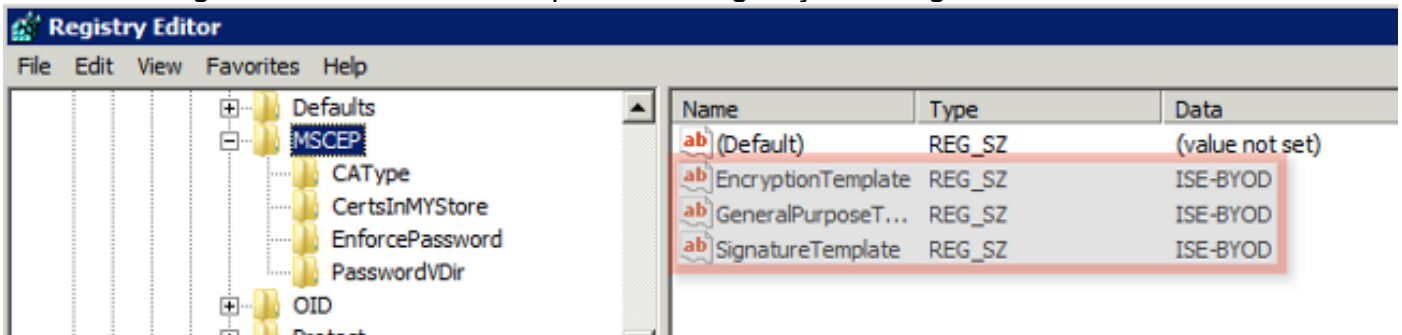 Registry Editor
File Edit View Favorites Help
Defaults
MSCEP
CAType
CertsInMYStore
EnforcePassword
PasswordVDir
OID
Name Type Data
(Default) REG_SZ (value not set)
EncryptionTemplate REG_SZ ISE-BYOD
GeneralPurposeT... REG_SZ ISE-BYOD
SignatureTemplate REG_SZ ISE-BYOD